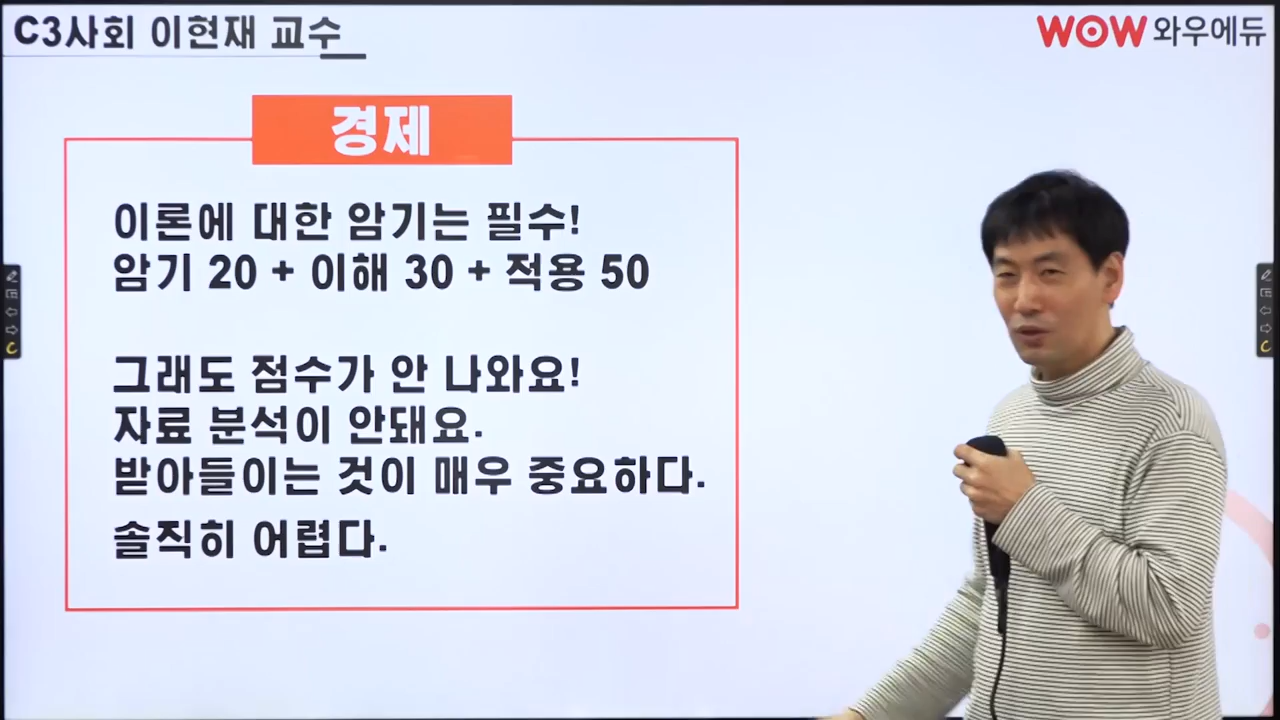 C3사회 이현재 교수
WOW 와우에듀
경제
이론에 대한 암기는 필수!
암기 20 + 이해 30 + 적용 50
그래도 점수가 안 나와요!
자료 분석이 안돼요.
받아들이는 것이 매우 중요하다.
솔직히 어렵다.